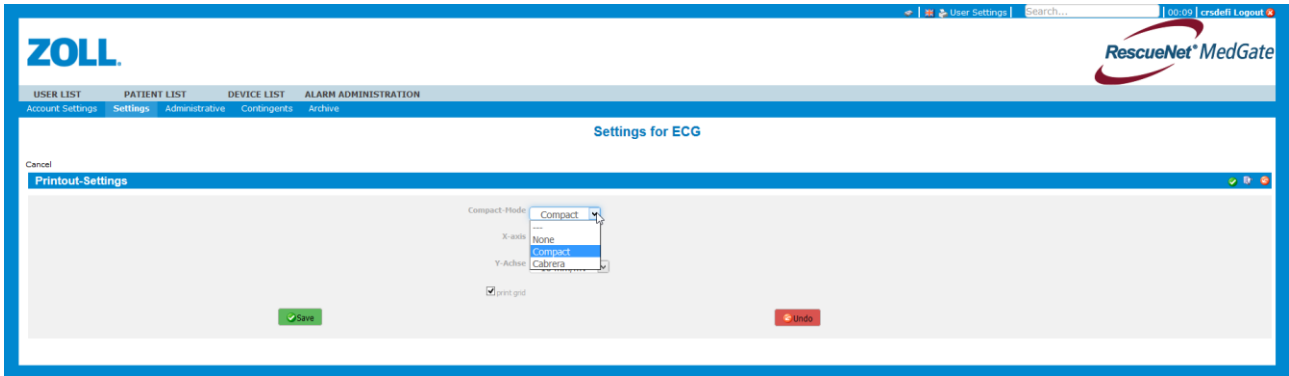 User Settings | Search... | 00:09 | crsdefi Logout
ZOLL.
RescueNet® MedGate
USER LIST PATIENT LIST DEVICE LIST ALARM ADMINISTRATION
Account Settings Settings Administrative Contingents Archive
Settings for ECG
Cancel
Printout-Settings
Compact-Mode Compact
---
X-axis None
Compact
Y-Achse Cabrera
print grid
Save Undo